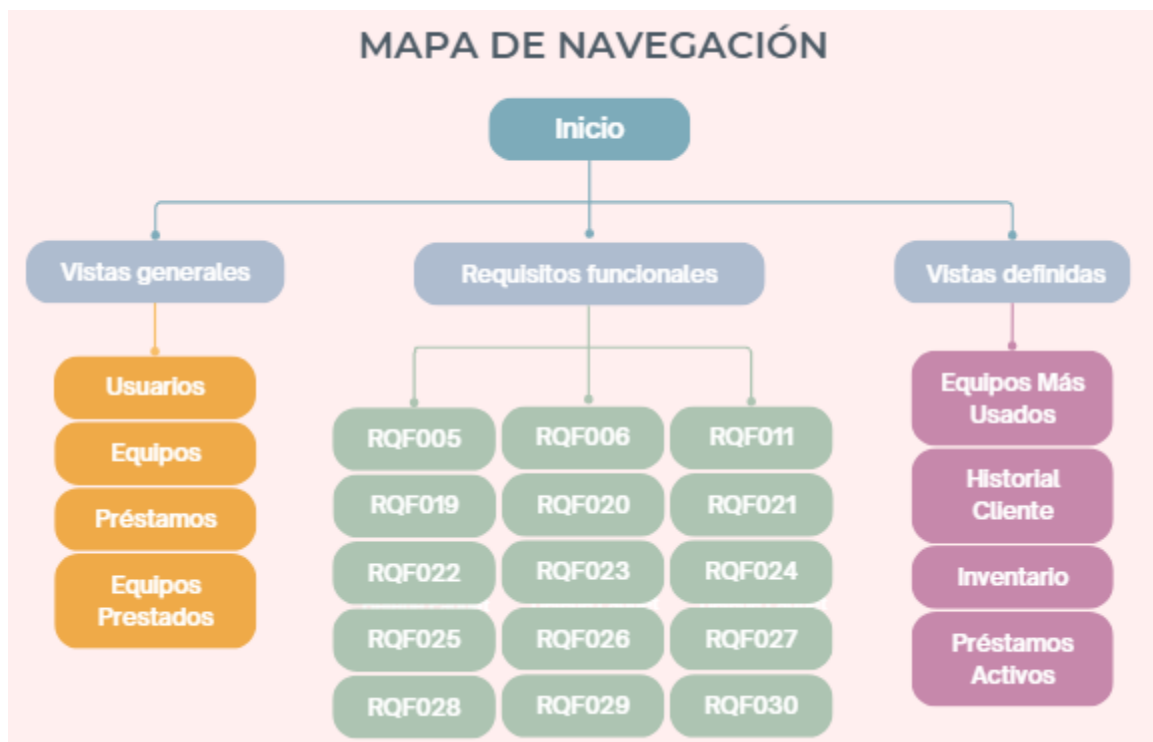 MAPA DE NAVEGACIÓN
Inicio
Vistas generales
Requisitos funcionales
Vistas definidas
Usuarios
Equipos
Préstamos
Equipos
Prestados
RQF005
RQF006
RQF011
RQF019
RQF020
RQF021
RQF022
RQF023
RQF024
RQF025
RQF026
RQF027
RQF028
RQF029
RQF030
Equipos Más
Usados
Historial
Cliente
Inventario
Préstamos
Activos